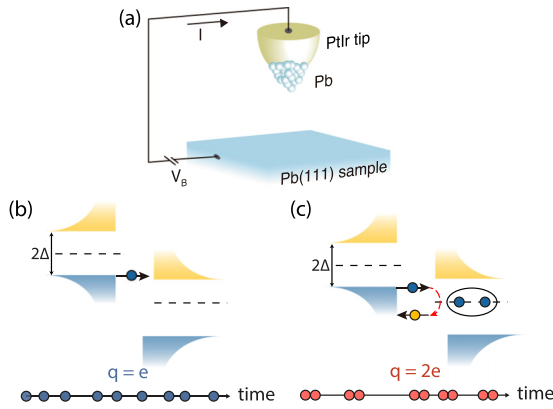 (a)
I
PtIr tip
Pb
V_B
Pb(111) sample
(b)
(c)
2Δ
2Δ
q = e
q = 2e
time
time